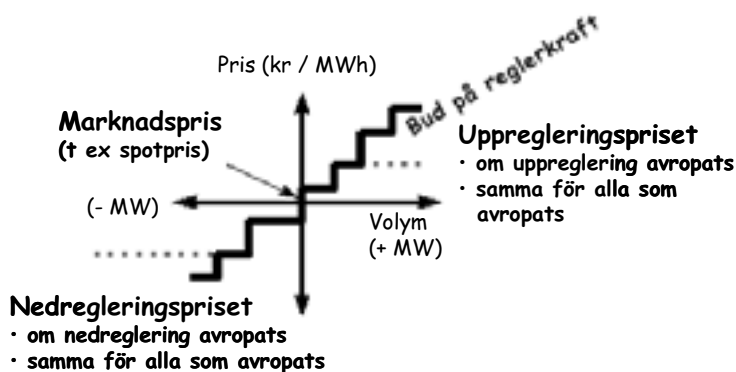 Pris (kr / MWh)
Bud på reglerkraft
Marknadspris
(t ex spotpris)
Uppregleringspriset
• om uppreglering avropats
• samma för alla som
avropats
(- MW)
Volym
(+ MW)
Nedregleringspriset
• om nedreglering avropats
• samma för alla som avropats